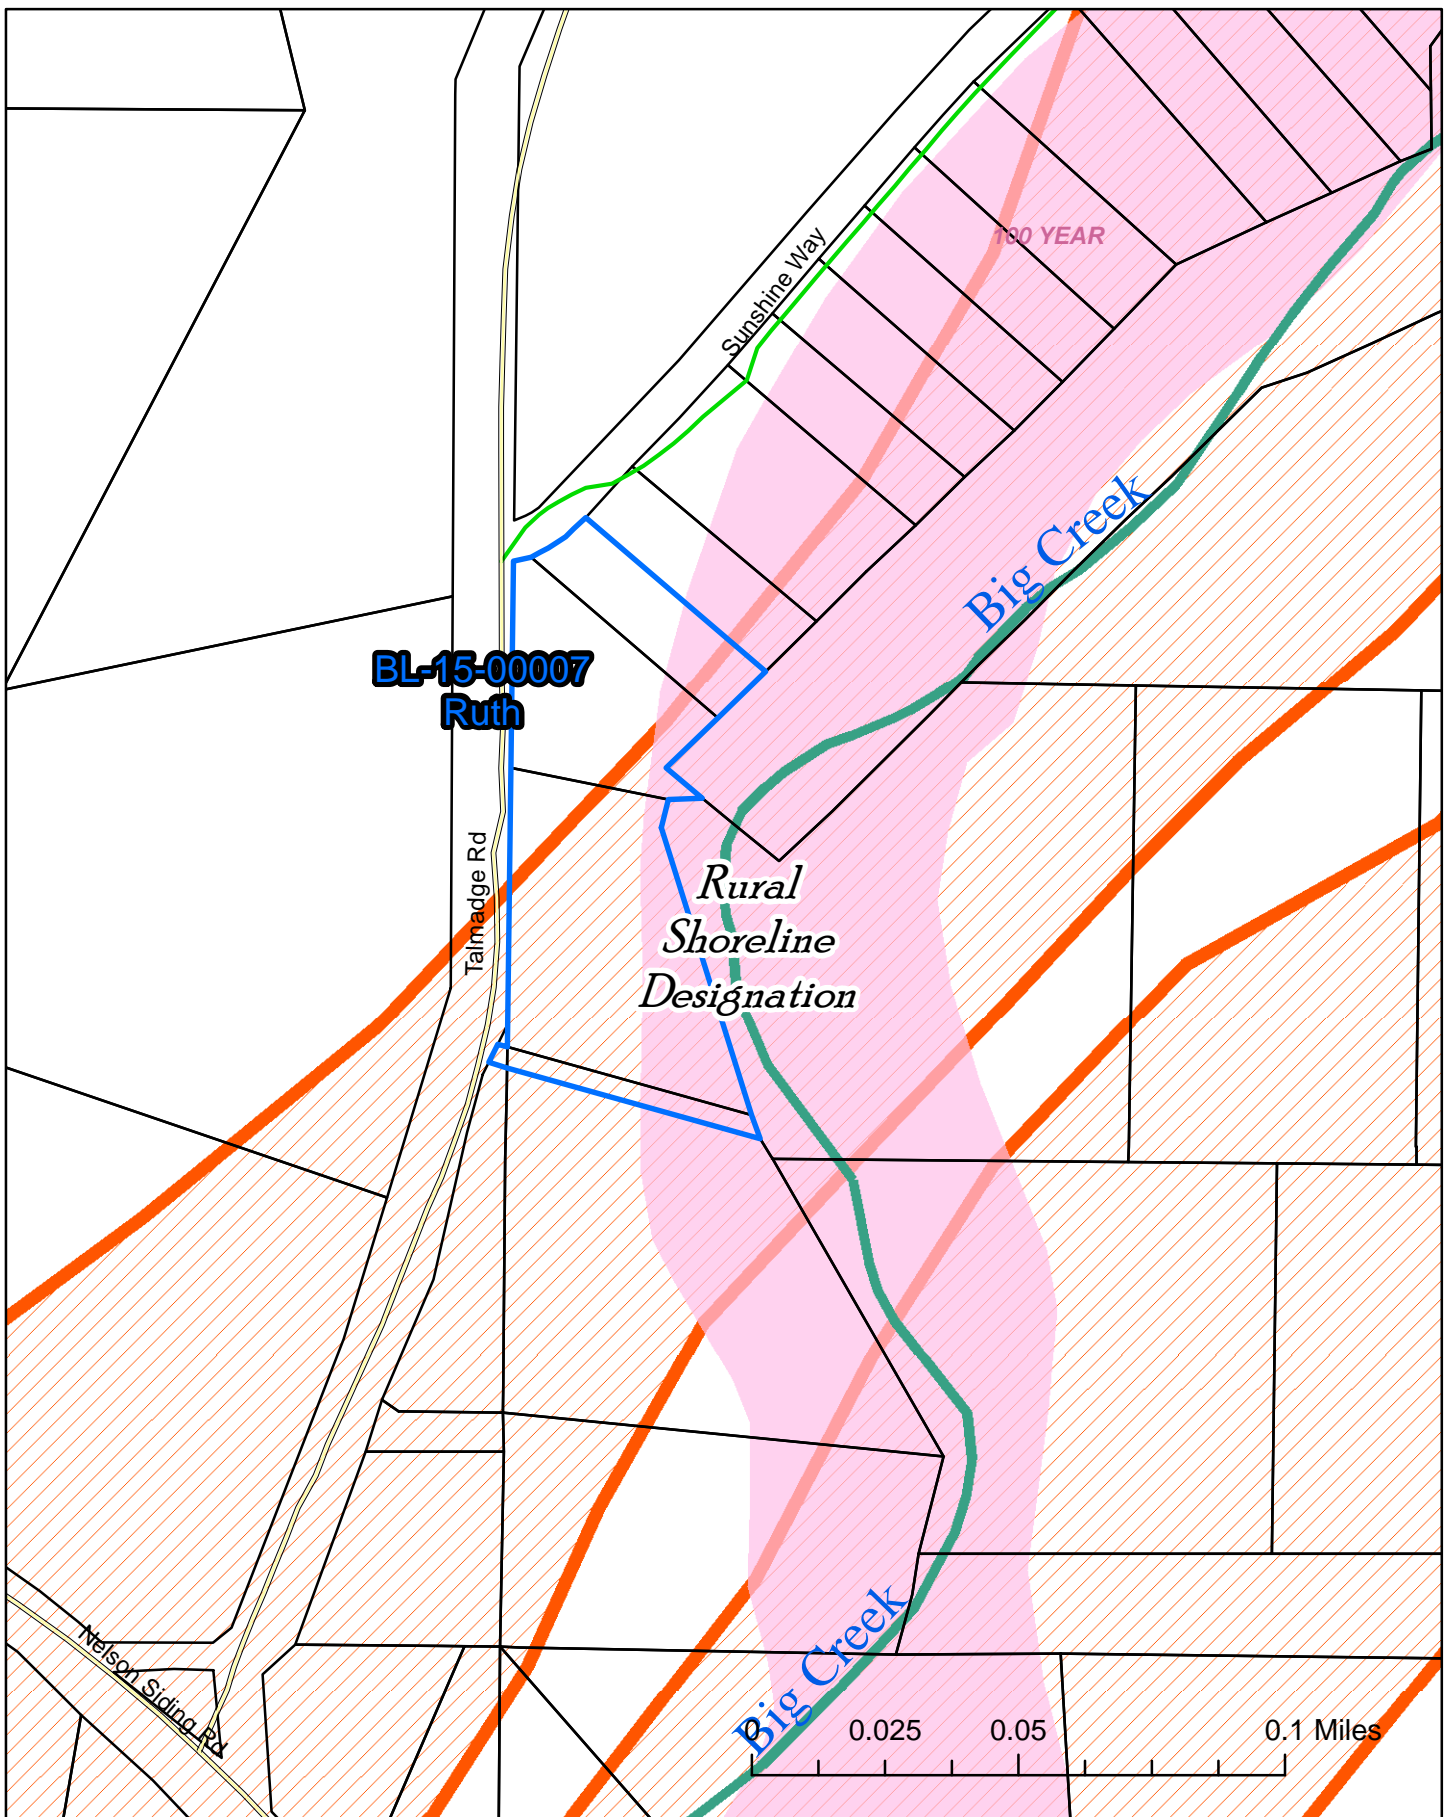 100 YEAR
Sunshine Way
Big Creek
BL-15-00007
Ruth
Talmadge Rd
Rural
Shoreline
Designation
Big Creek
Nelson Siding Rd
0 0.025 0.05 0.1 Miles